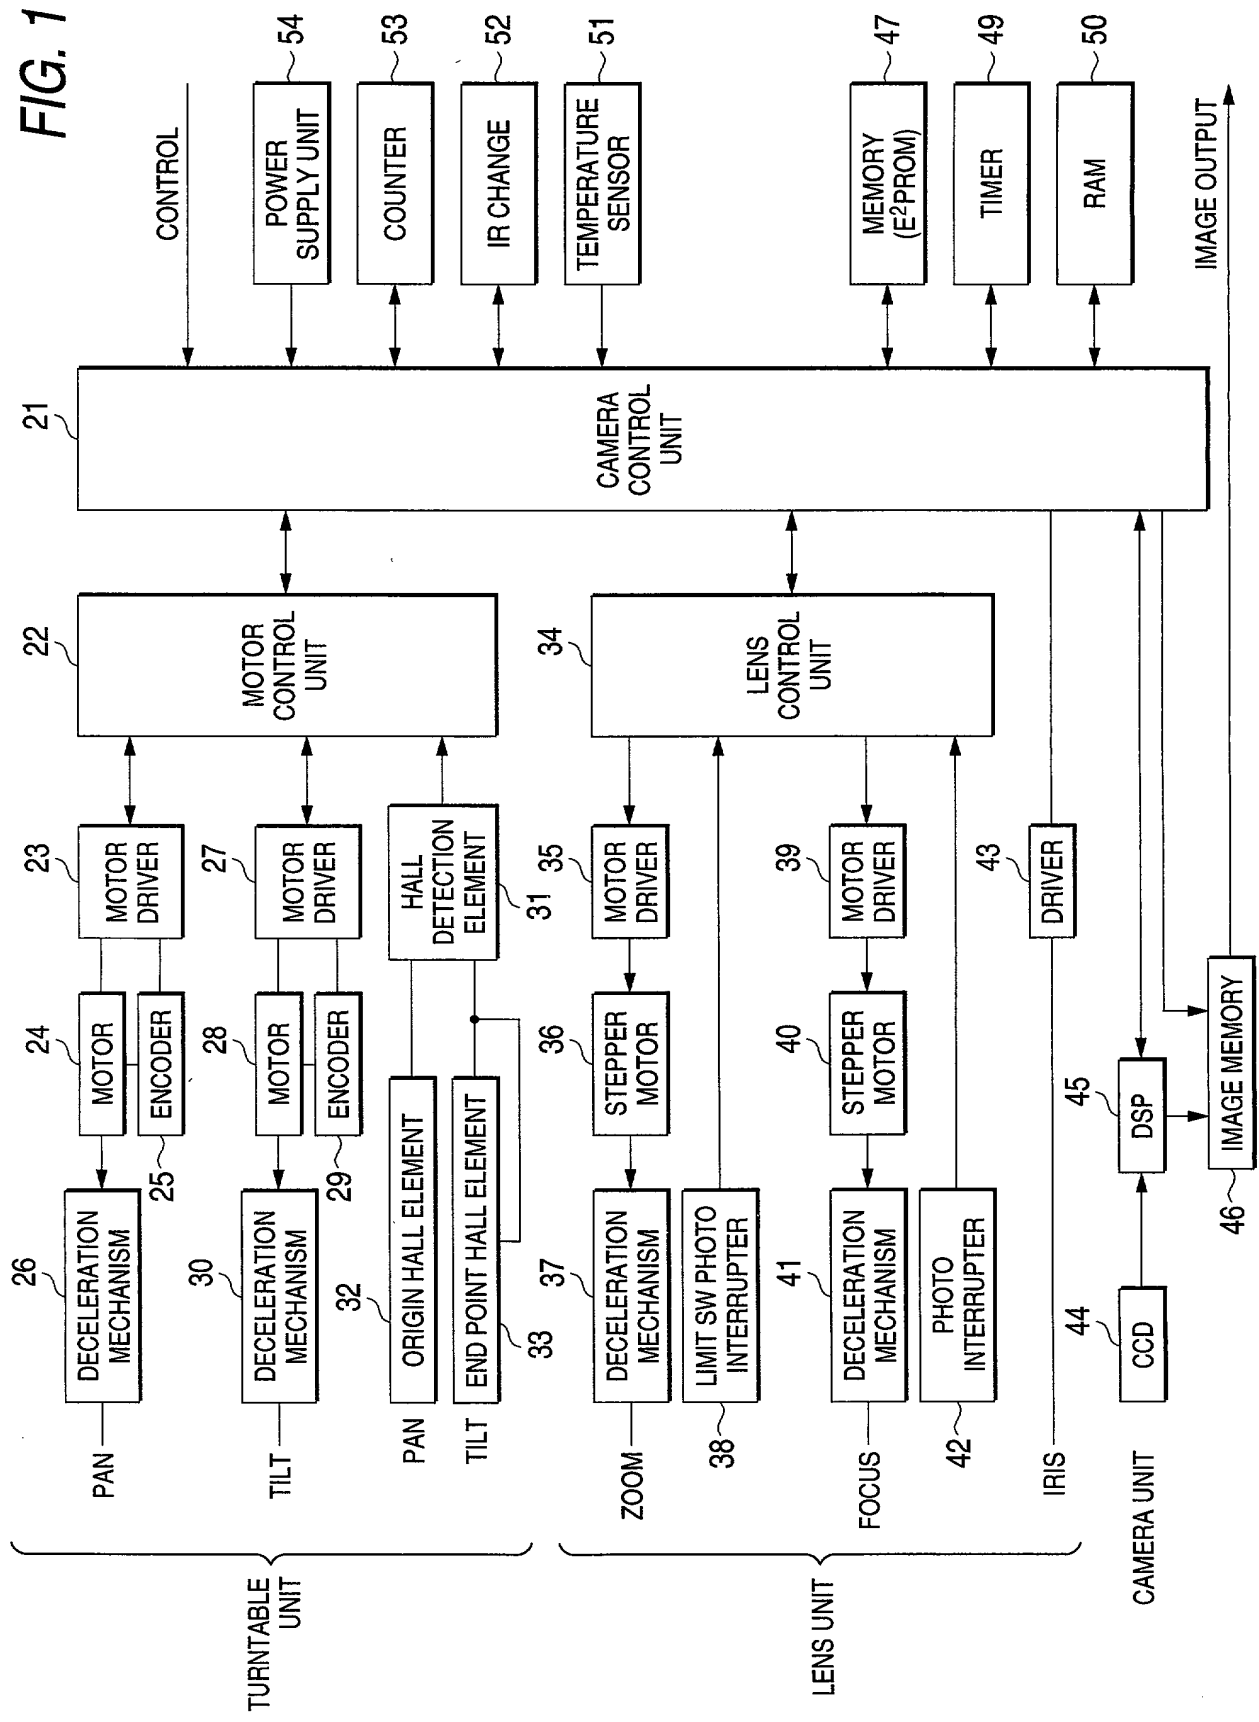 FIG. 1
TURNTABLE
UNIT
PAN
26
DECELERATION
MECHANISM
24
MOTOR
25
ENCODER
23
MOTOR
DRIVER
TILT
30
DECELERATION
MECHANISM
28
MOTOR
29
ENCODER
27
MOTOR
DRIVER
PAN
32
ORIGIN HALL ELEMENT
TILT
END POINT HALL ELEMENT
33
HALL
DETECTION
ELEMENT
31
22
MOTOR
CONTROL
UNIT
LENS UNIT
ZOOM
37
DECELERATION
MECHANISM
36
STEPPER
MOTOR
35
MOTOR
DRIVER
38
LIMIT SW PHOTO
INTERRUPTER
FOCUS
41
DECELERATION
MECHANISM
40
STEPPER
MOTOR
39
MOTOR
DRIVER
42
PHOTO
INTERRUPTER
IRIS
43
DRIVER
34
LENS
CONTROL
UNIT
CAMERA UNIT
44
CCD
45
DSP
46
IMAGE MEMORY
IMAGE OUTPUT
21
CAMERA
CONTROL
UNIT
CONTROL
POWER
SUPPLY UNIT
54
COUNTER
53
IR CHANGE
52
TEMPERATURE
SENSOR
51
MEMORY
(E²PROM)
47
TIMER
49
RAM
50